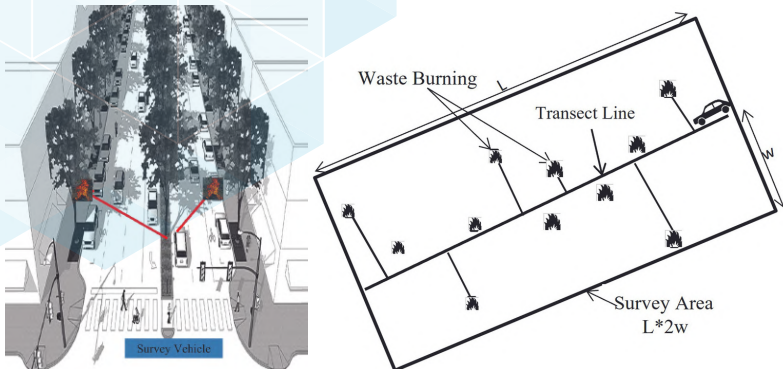 Survey Vehicle
Waste Burning
L
Transect Line
w
Survey Area
L*2w